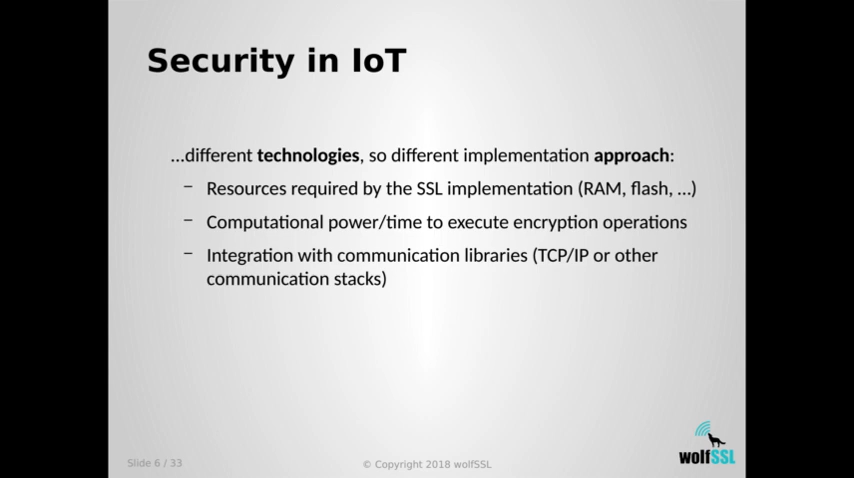 Security in IoT
...different technologies, so different implementation approach:
– Resources required by the SSL implementation (RAM, flash, ...)
– Computational power/time to execute encryption operations
– Integration with communication libraries (TCP/IP or other
communication stacks)
wolfSSL
Slide 6 / 33
© Copyright 2018 wolfSSL